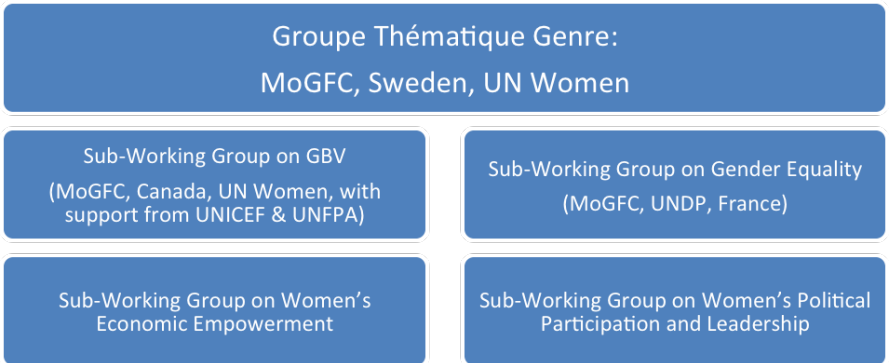 Groupe Thématique Genre:
MoGFC, Sweden, UN Women
Sub-Working Group on GBV
(MoGFC, Canada, UN Women, with
support from UNICEF & UNFPA)
Sub-Working Group on Gender Equality
(MoGFC, UNDP, France)
Sub-Working Group on Women’s
Economic Empowerment
Sub-Working Group on Women’s Political
Participation and Leadership